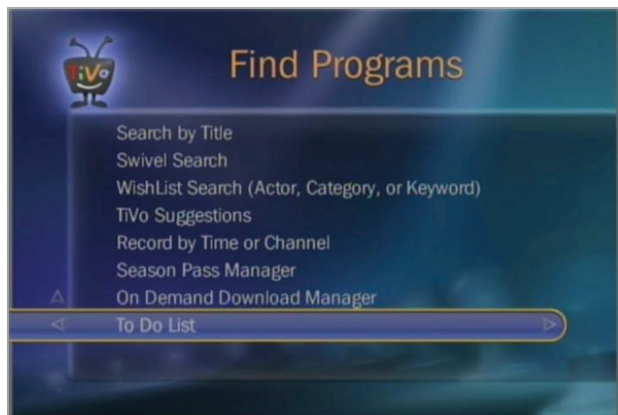 TiVo
Find Programs
Search by Title
Swivel Search
WishList Search (Actor, Category, or Keyword)
TiVo Suggestions
Record by Time or Channel
Season Pass Manager
On Demand Download Manager
To Do List